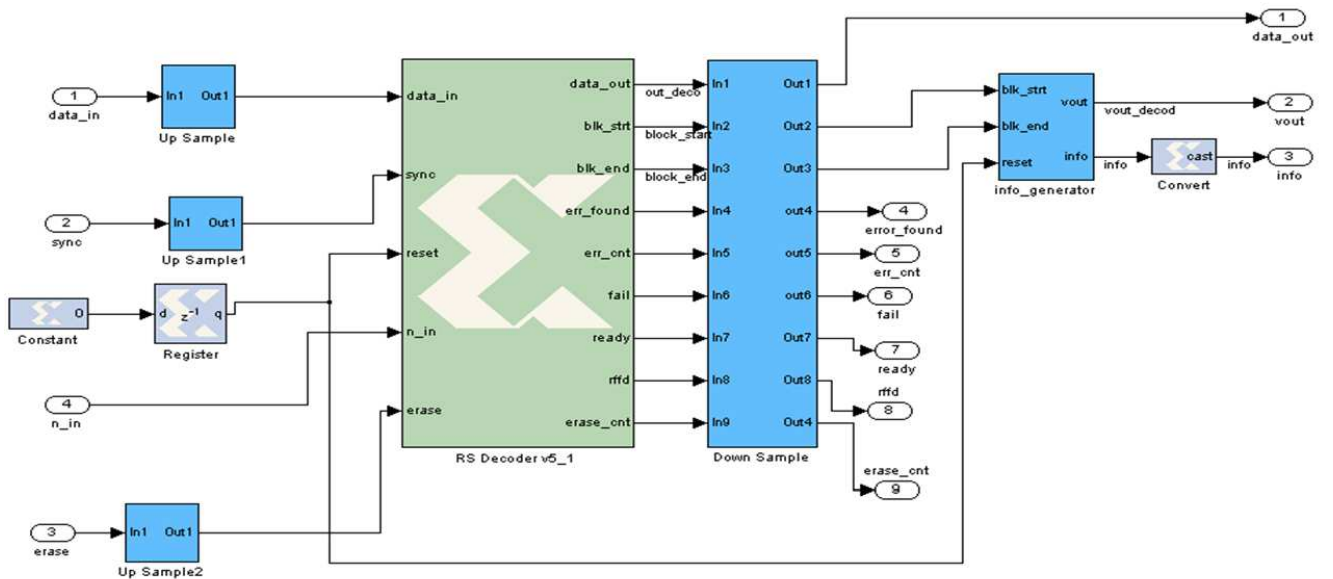 1
data_in
In1 Out1
Up Sample
2
sync
In1 Out1
Up Sample1
0
Constant
d z-1 q
Register
4
n_in
3
erase
In1 Out1
Up Sample2
data_in
sync
reset
n_in
erase
data_out
blk_strt
blk_end
err_found
err_cnt
fail
ready
rffd
erase_cnt
RS Decoder v5_1
out_deco
block_start
block_end
In1 Out1
In2 Out2
In3 Out3
In4 out4
In5 out5
In6 out6
In7 Out7
In8 Out8
In9 Out4
Down Sample
blk_strt
blk_end
reset
vout
info
info_generator
vout_decod
info
cast
Convert
info
1
data_out
2
vout
3
info
4
error_found
5
err_cnt
6
fail
7
ready
rffd
8
erase_cnt
9